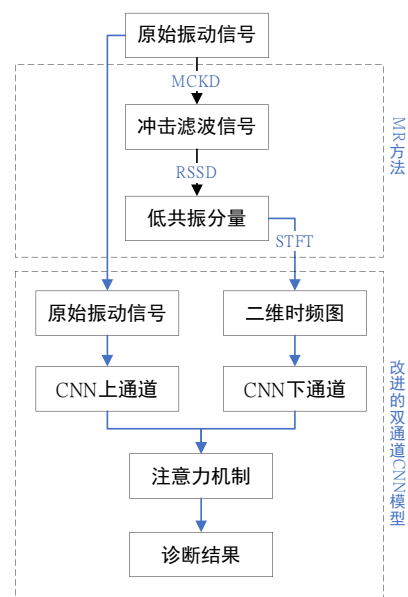 原始振动信号
MCKD
冲击滤波信号
RSSD
低共振分量
STFT
MR方法
原始振动信号
二维时频图
CNN上通道
CNN下通道
注意力机制
诊断结果
改进的双通道CNN模型